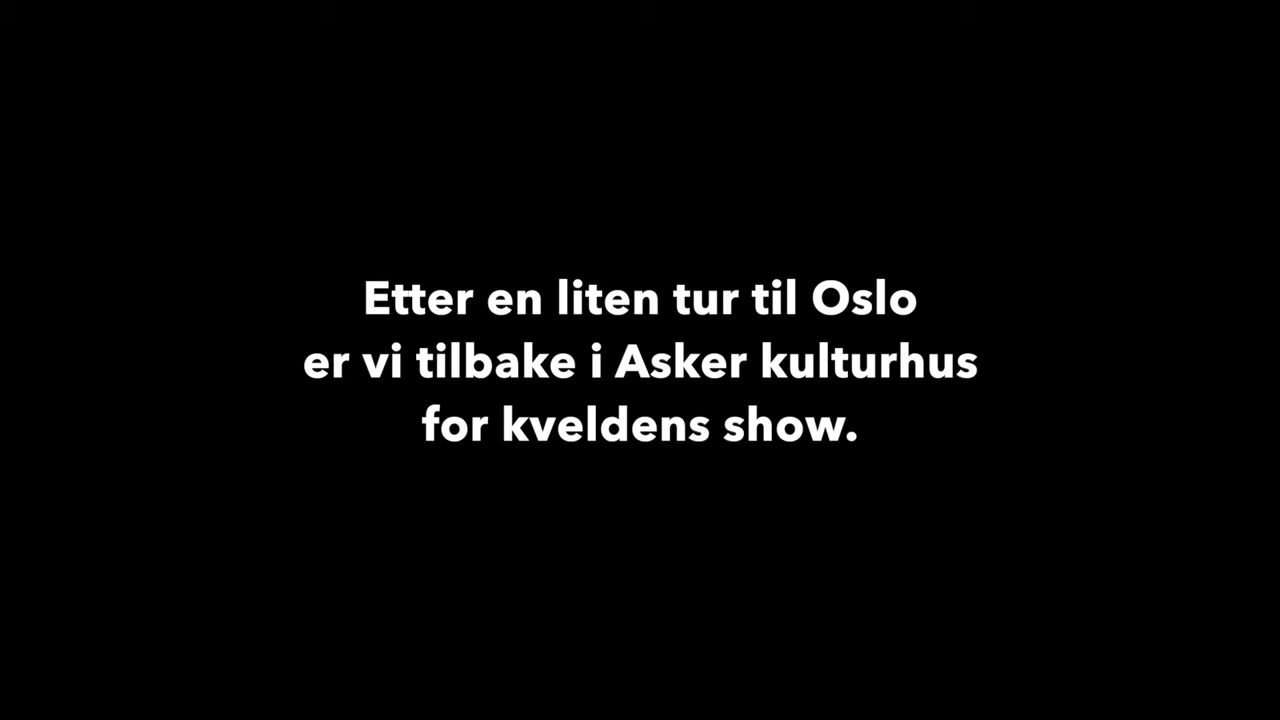 Etter en liten tur til Oslo
er vi tilbake i Asker kulturhus
for kveldens show.